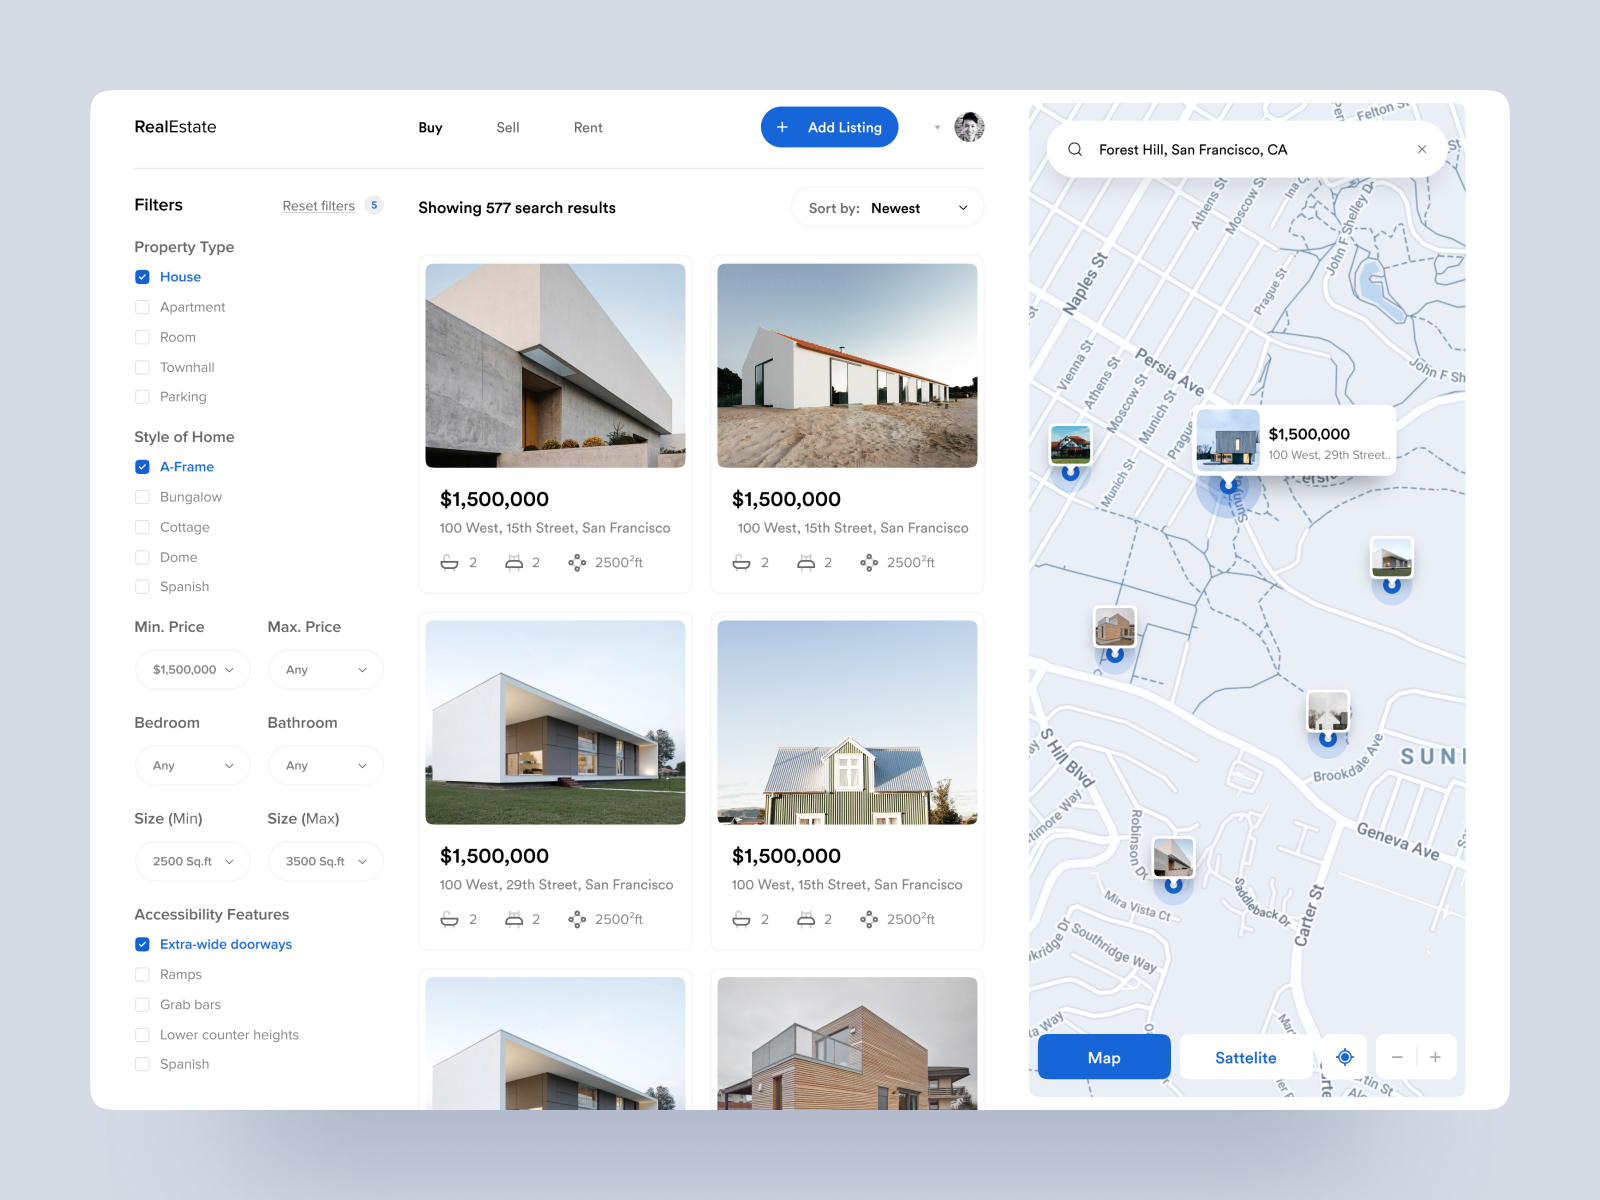 RealEstate
Buy
Sell
Rent
+ Add Listing
Filters
Reset filters
5
Property Type
House
Apartment
Room
Townhall
Parking
Style of Home
A-Frame
Bungalow
Cottage
Dome
Spanish
Min. Price
Max. Price
$1,500,000
Any
Bedroom
Bathroom
Any
Any
Size (Min)
Size (Max)
2500 Sq.ft
3500 Sq.ft
Accessibility Features
Extra-wide doorways
Ramps
Grab bars
Lower counter heights
Spanish
Showing 577 search results
Sort by: Newest
$1,500,000
100 West, 15th Street, San Francisco
2
2
2500²ft
$1,500,000
100 West, 15th Street, San Francisco
2
2
2500²ft
$1,500,000
100 West, 29th Street, San Francisco
2
2
2500²ft
$1,500,000
100 West, 15th Street, San Francisco
2
2
2500²ft
Forest Hill, San Francisco, CA
Felton St
St
Athens St
Moscow St
Ina
John F Shelley D
Naples St
Prague St
St
Persia Ave
Vienna St
Athens St
Moscow St
Munich St
Prague
Munich St
John F Sh
$1,500,000
100 West, 29th Street..
Persi
Sunny
S Hill Blvd
Brookdale Ave
SUN
Geneva Ave
timore Way
Robinson Dr
Saddleback Dr
Mira Vista Ct
Carter St
akridge Dr
Southridge Way
ta Way
Map
Sattelite
− +
rtin St